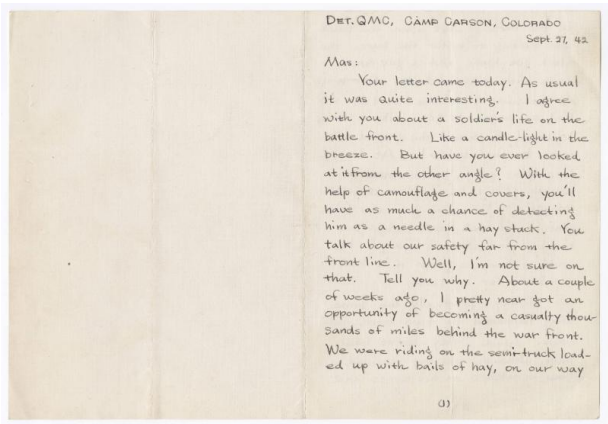 DET. QMC, CAMP CARSON, COLORADO
Sept. 27, 42
Mas:
Your letter came today. As usual
it was quite interesting. I agree
with you about a soldier's life on the
battle front. Like a candle-light in the
breeze. But have you ever looked
at it from the other angle? With the
help of camouflage and covers, you'll
have as much a chance of detecting
him as a needle in a hay stack. You
talk about our safety far from the
front line. Well, I'm not sure on
that. Tell you why. About a couple
of weeks ago, I pretty near got an
opportunity of becoming a casualty thou-
sands of miles behind the war front.
We were riding on the semi-truck load-
ed up with bails of hay, on our way
(1)